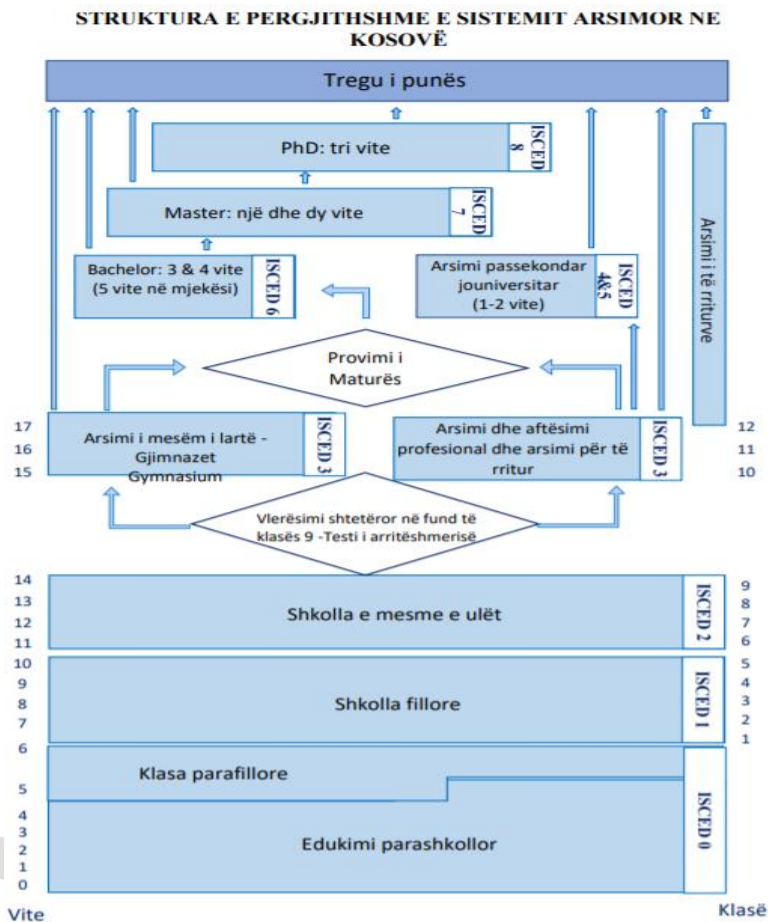 STRUKTURA E PERGJITHSHME E SISTEMIT ARSIMOR NE
KOSOVË
Tregu i punës
PhD: tri vite
ISCED
8
Master: një dhe dy vite
ISCED
7
Bachelor: 3 & 4 vite
(5 vite në mjekësi)
ISCED 6
Arsimi passekondar
jouniversitar
(1-2 vite)
ISCED
4&5
Arsimi i të rriturve
Provimi i
Maturës
17
16
15
Arsimi i mesëm i lartë -
Gjimnazet
Gymnasium
ISCED 3
Arsimi dhe aftësimi
profesional dhe arsimi për të
rritur
ISCED 3
12
11
10
Vlerësimi shtetëror në fund të
klasës 9 -Testi i arritëshmerisë
14
13
12
11
Shkolla e mesme e ulët
ISCED 2
9
8
7
6
10
9
8
7
Shkolla fillore
ISCED 1
5
4
3
2
1
6
5
4
3
2
1
0
Klasa parafillore
Edukimi parashkollor
ISCED 0
Vite
Klasë